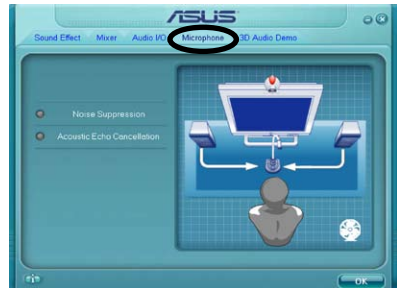 ASUS
Sound Effect Mixer Audio I/O Microphone 3D Audio Demo
Noise Suppression
Acoustic Echo Cancellation
OK